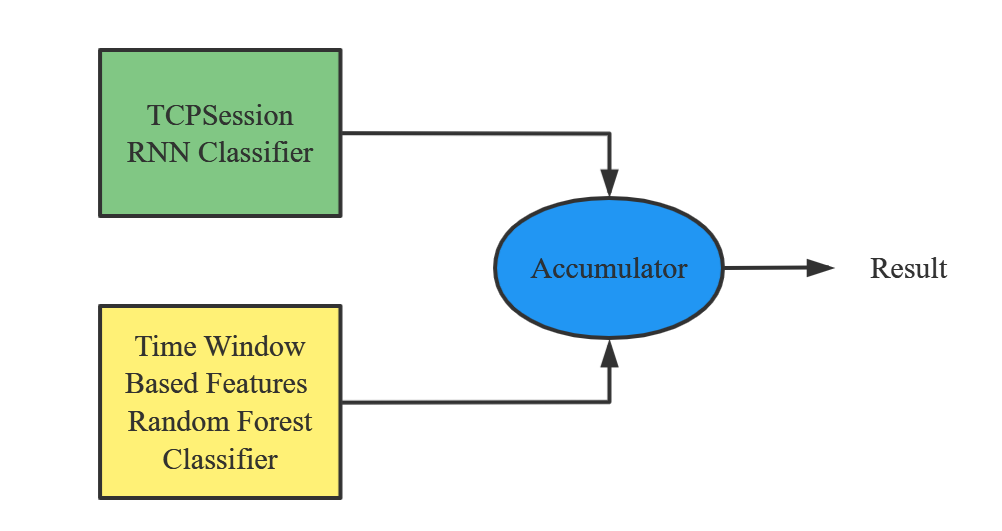 TCPSession
RNN Classifier
Accumulator
Result
Time Window
Based Features
Random Forest
Classifier